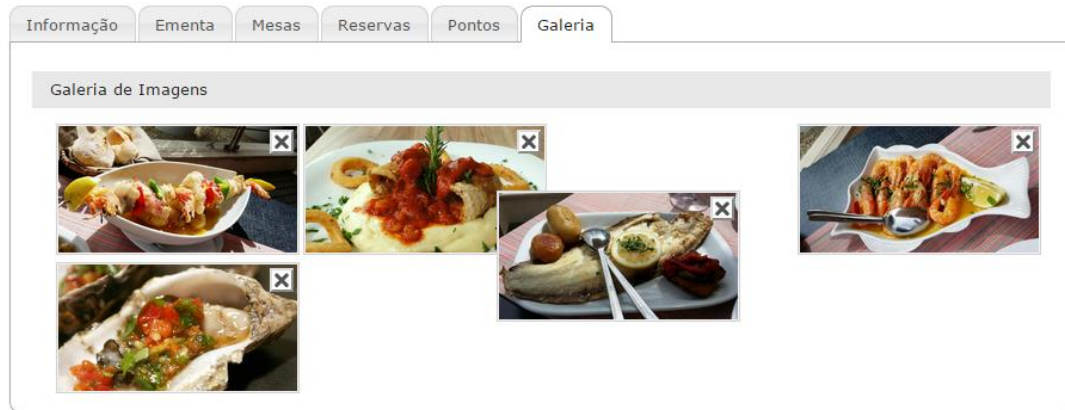 Informação Ementa Mesas Reservas Pontos Galeria
Galeria de Imagens